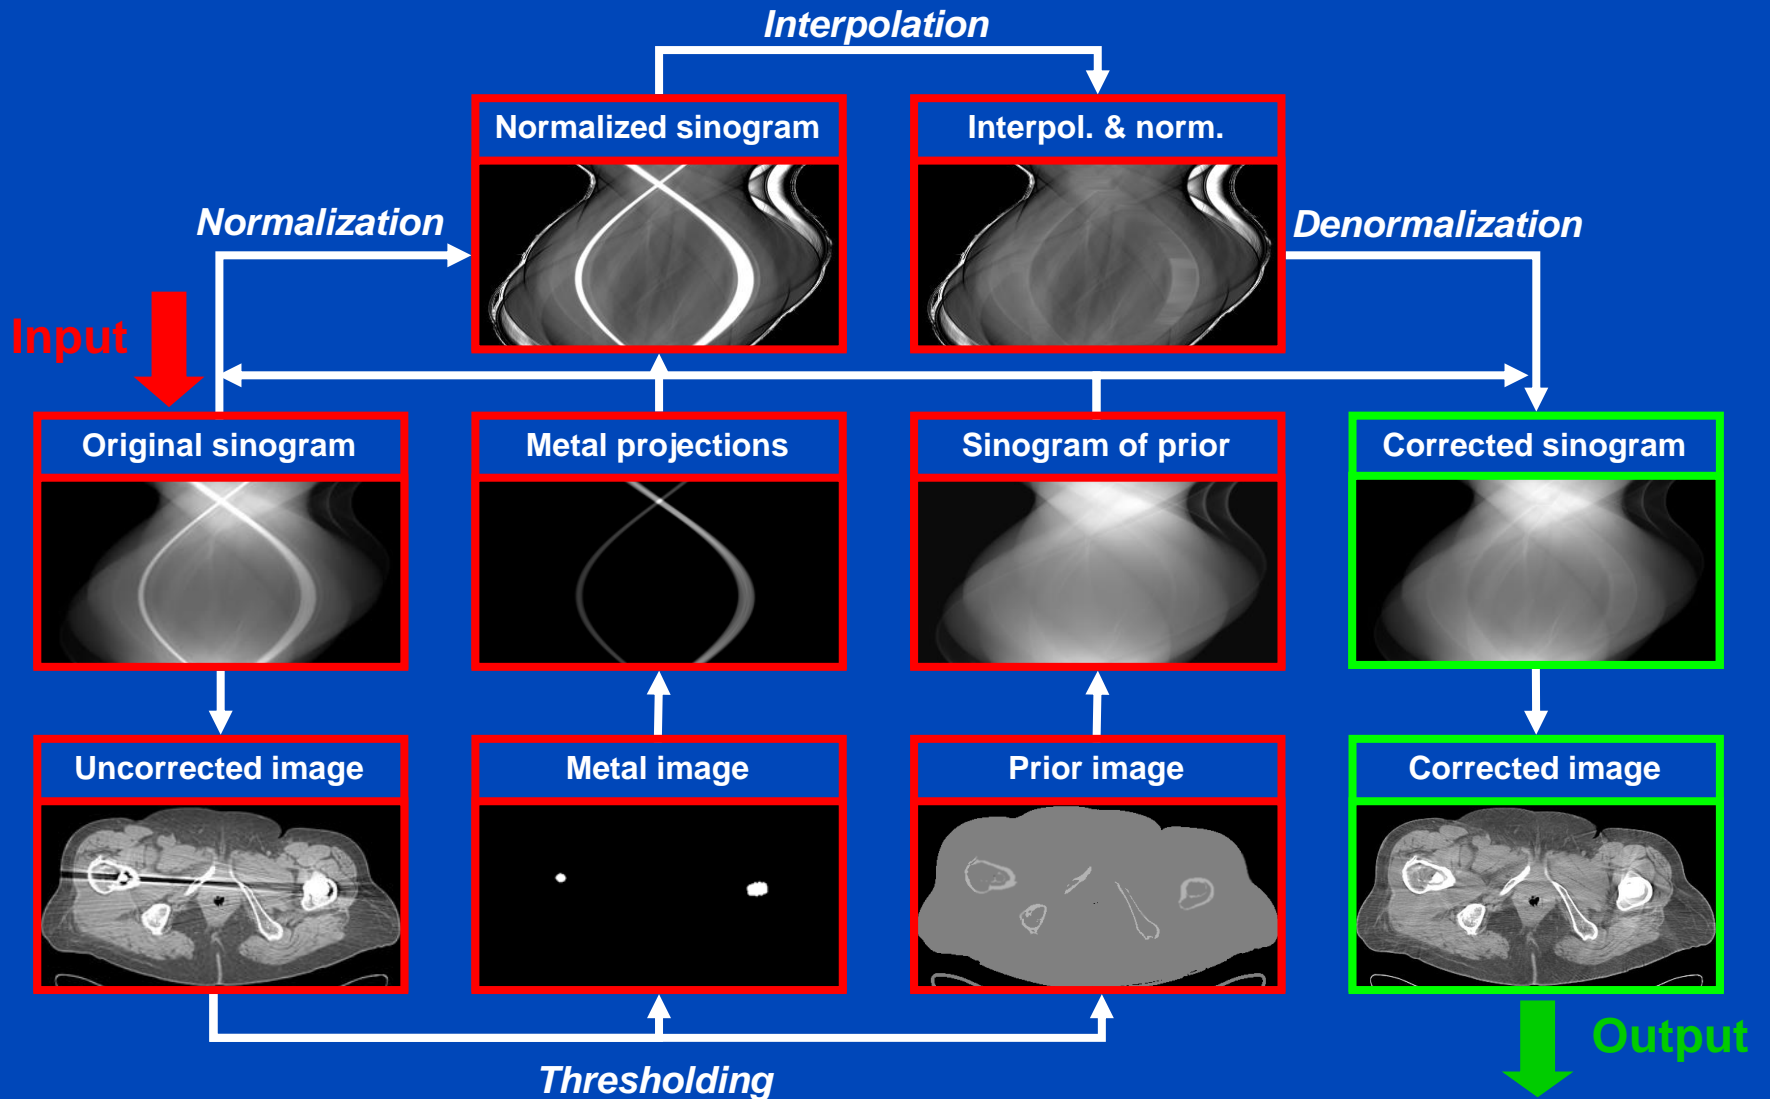 Interpolation
Normalized sinogram
Interpol. & norm.
Normalization
Denormalization
Input
Original sinogram
Metal projections
Sinogram of prior
Corrected sinogram
Uncorrected image
Metal image
Prior image
Corrected image
Output
Thresholding